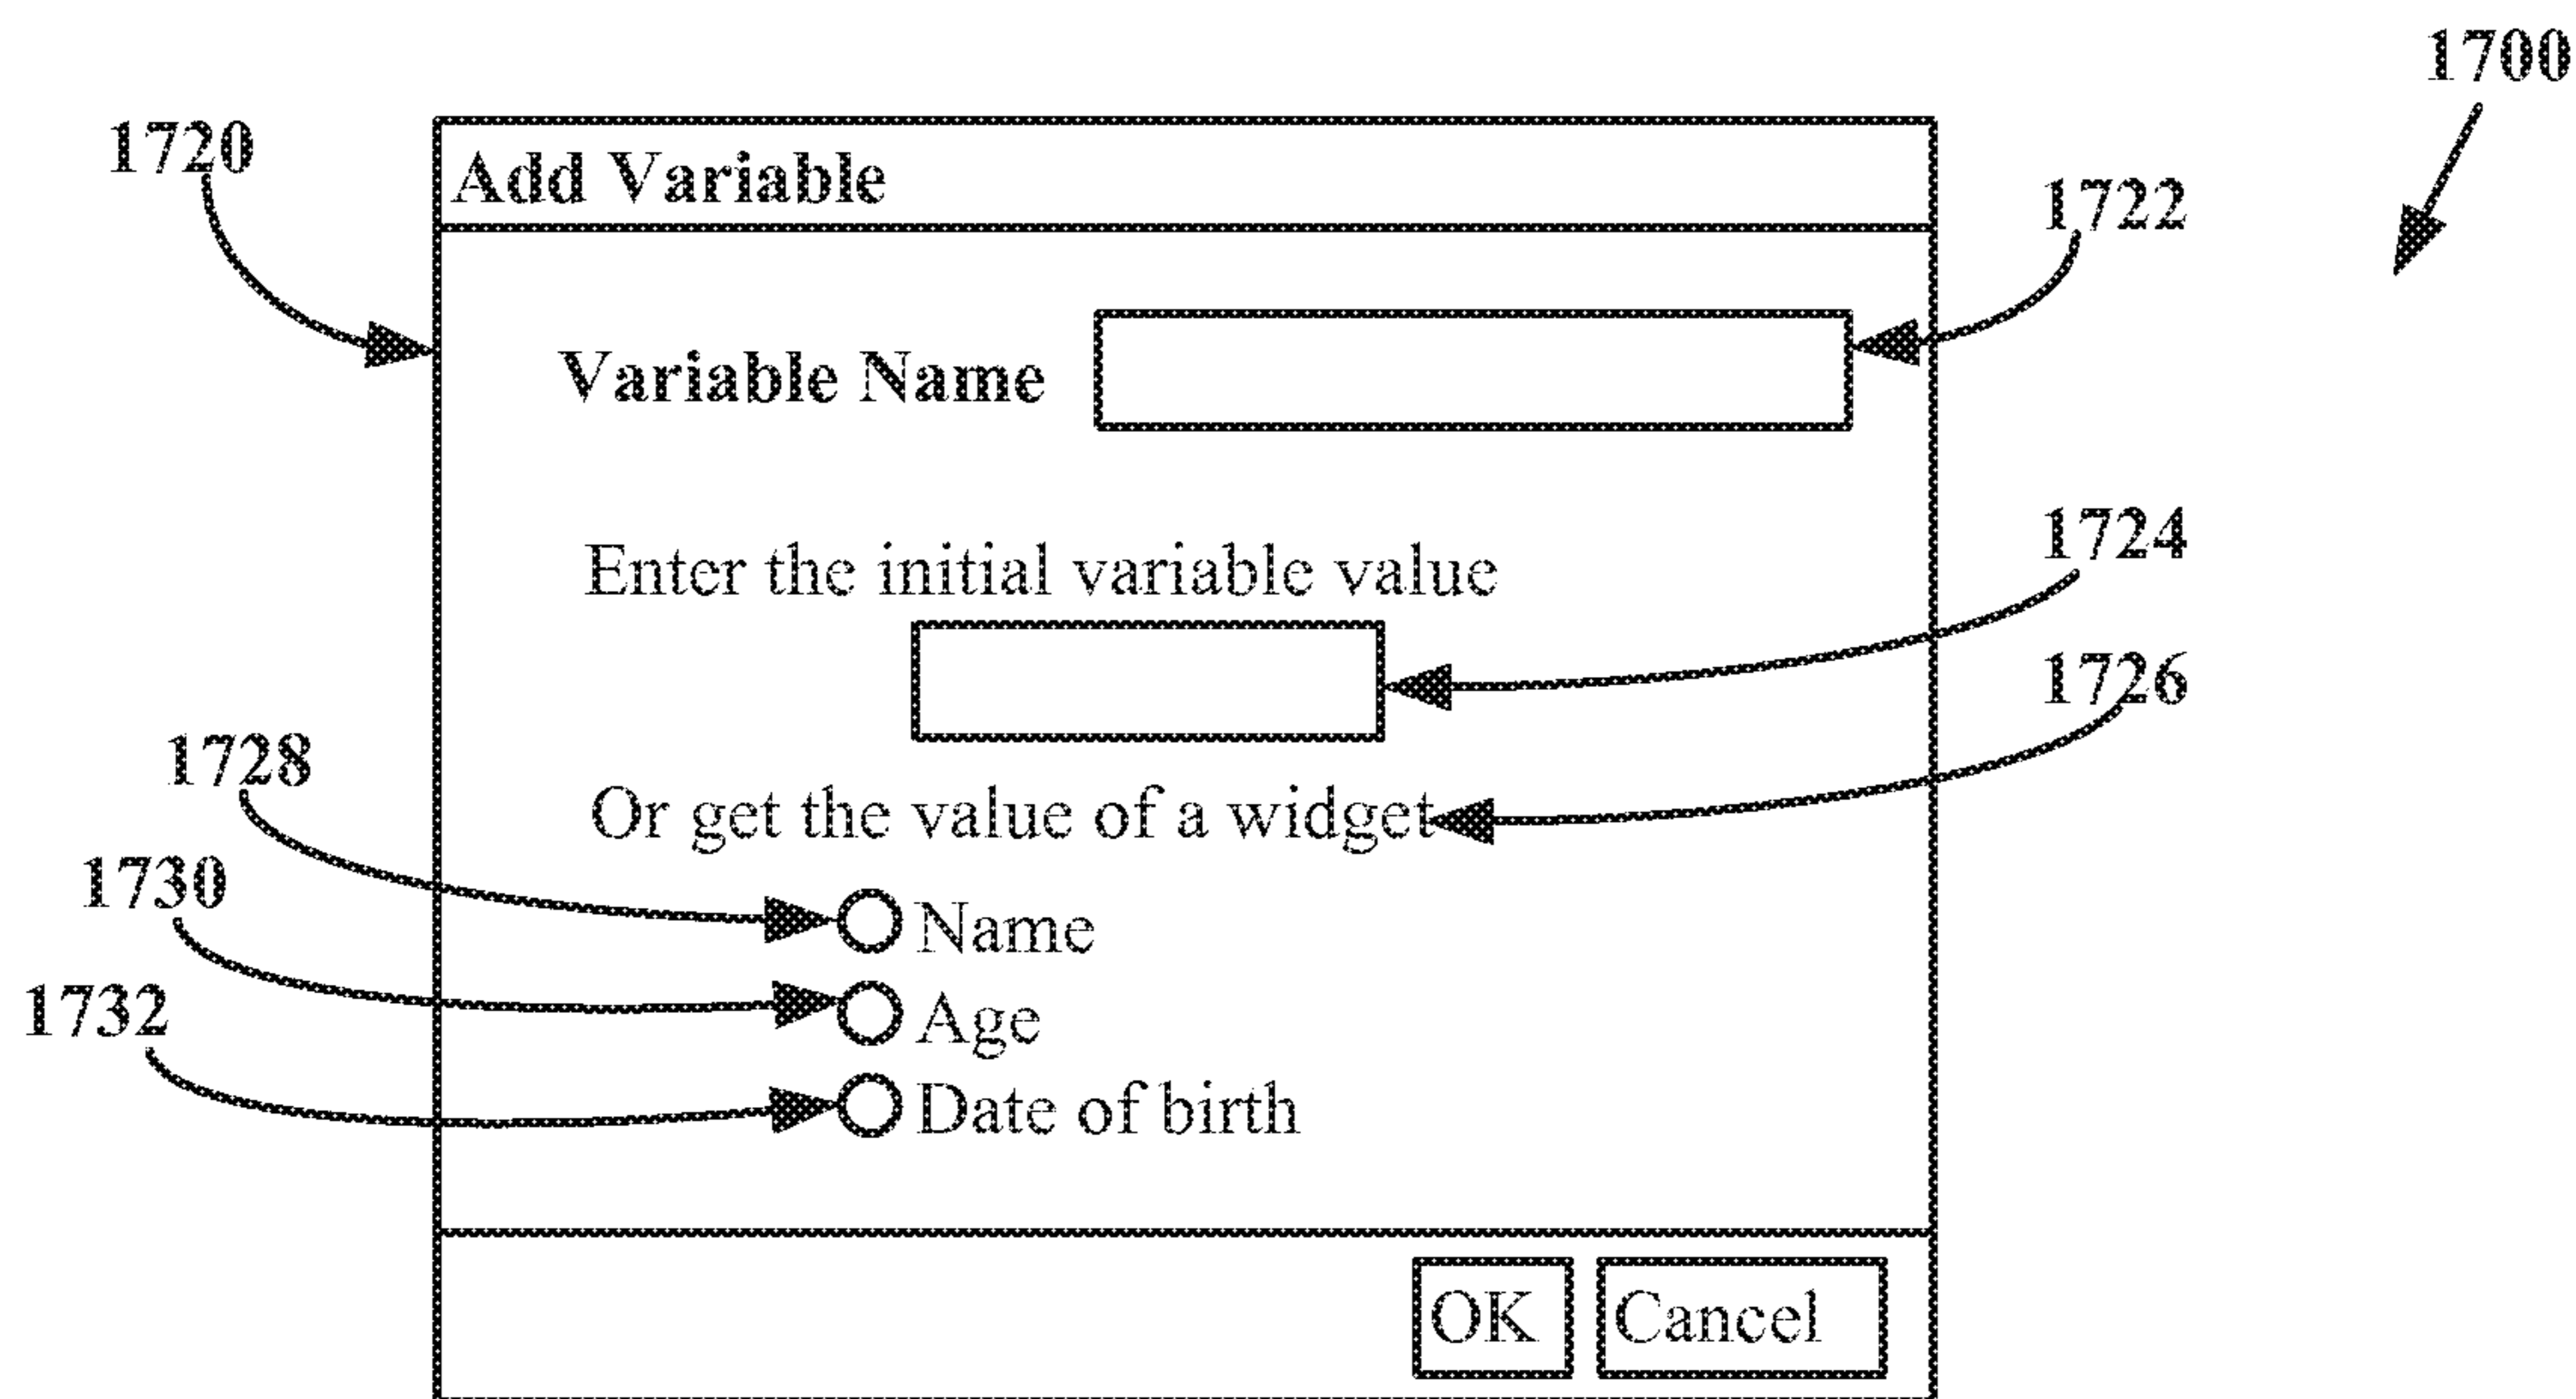 1700
1720
Add Variable
1722
Variable Name
1724
Enter the initial variable value
1726
1728
Or get the value of a widget
1730
Name
1732
Age
Date of birth
OK
Cancel